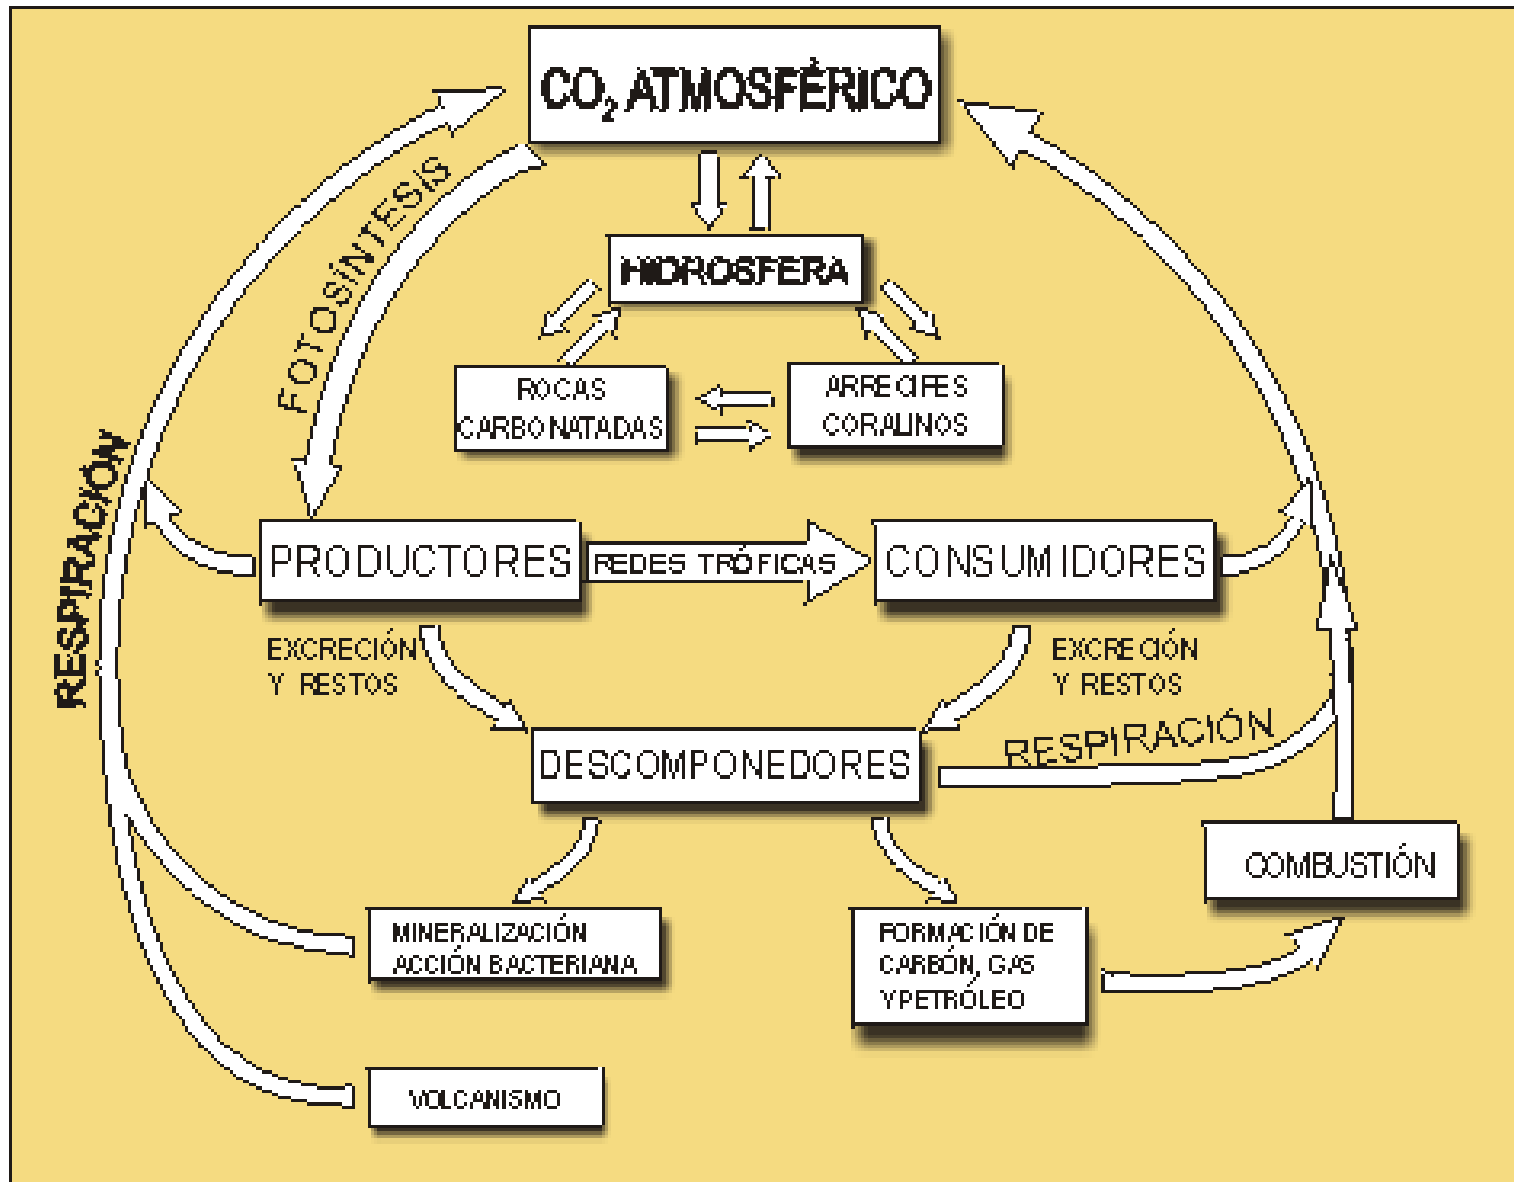 CO₂ ATMOSFÉRICO
FOTOSÍNTESIS
HIDROSFERA
ROCAS
CARBONATADAS
ARRECIFES
CORALINOS
RESPIRACIÓN
PRODUCTORES
REDES TRÓFICAS
CONSUMIDORES
EXCRECIÓN
Y RESTOS
EXCRECIÓN
Y RESTOS
DESCOMPONEDORES
RESPIRACIÓN
COMBUSTIÓN
MINERALIZACIÓN
ACCIÓN BACTERIANA
FORMACIÓN DE
CARBÓN, GAS
Y PETRÓLEO
VOLCANISMO